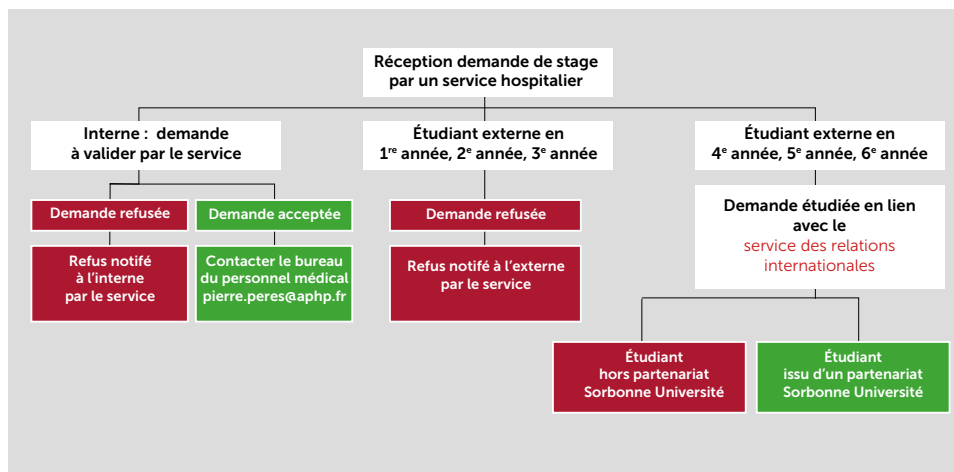 Réception demande de stage
par un service hospitalier
Interne : demande
à valider par le service
Étudiant externe en
1re année, 2e année, 3e année
Étudiant externe en
4e année, 5e année, 6e année
Demande refusée
Demande acceptée
Demande refusée
Demande étudiée en lien
avec le
service des relations
internationales
Refus notifié
à l'interne
par le service
Contacter le bureau
du personnel médical
pierre.peres@aphp.fr
Refus notifié à l'externe
par le service
Étudiant
hors partenariat
Sorbonne Université
Étudiant
issu d'un partenariat
Sorbonne Université